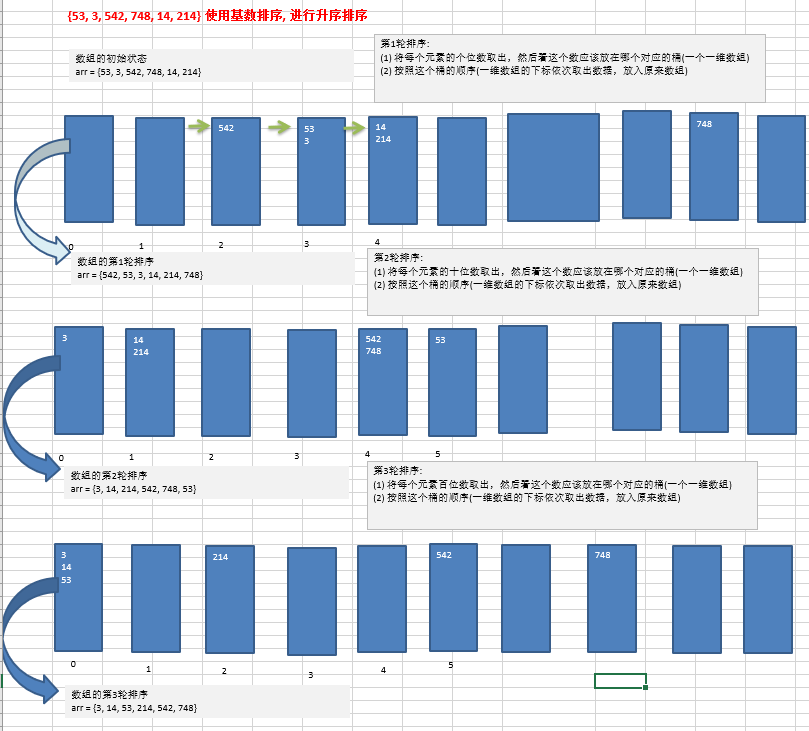 {53, 3, 542, 748, 14, 214} 使用基数排序, 进行升序排序
数组的初始状态
arr = {53, 3, 542, 748, 14, 214}
第1轮排序:
(1) 将每个元素的个位数取出，然后看这个数应该放在哪个对应的桶(一个一维数组)
(2) 按照这个桶的顺序(一维数组的下标依次取出数据，放入原来数组)
542
53
3
14
214
748
0
1
2
3
4
数组的第1轮排序
arr = {542, 53, 3, 14, 214, 748}
第2轮排序:
(1) 将每个元素的十位数取出，然后看这个数应该放在哪个对应的桶(一个一维数组)
(2) 按照这个桶的顺序(一维数组的下标依次取出数据，放入原来数组)
3
14
214
542
748
53
0
1
2
3
4
5
数组的第2轮排序
arr = {3, 14, 214, 542, 748, 53}
第3轮排序:
(1) 将每个元素百位数取出，然后看这个数应该放在哪个对应的桶(一个一维数组)
(2) 按照这个桶的顺序(一维数组的下标依次取出数据，放入原来数组)
3
14
53
214
542
748
0
1
2
3
4
5
数组的第3轮排序
arr = {3, 14, 53, 214, 542, 748}